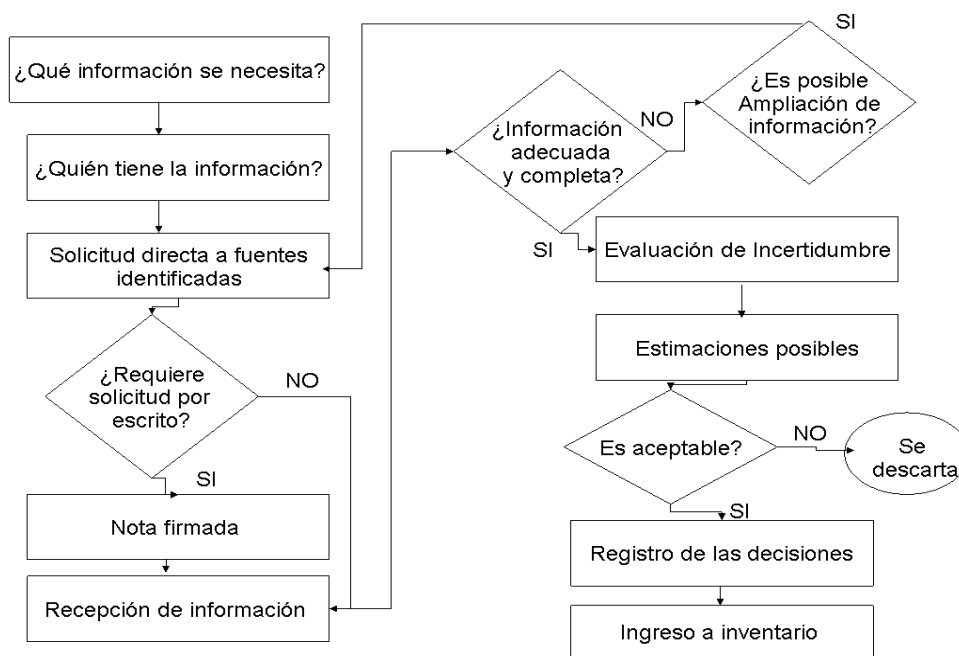 ¿Qué información se necesita?
¿Quién tiene la información?
Solicitud directa a fuentes
identificadas
¿Requiere
solicitud por
escrito?
NO
SI
Nota firmada
Recepción de información
¿Información
adecuada
y completa?
NO
¿Es posible
Ampliación de
información?
SI
SI
Evaluación de Incertidumbre
Estimaciones posibles
Es aceptable?
NO
Se
descarta
SI
Registro de las decisiones
Ingreso a inventario